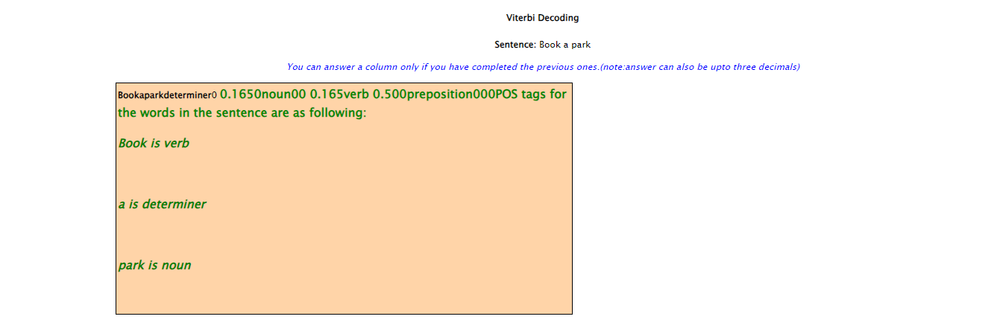 Viterbi Decoding
Sentence: Book a park
You can answer a column only if you have completed the previous ones.(note:answer can also be upto three decimals)
Bookaparkdeterminer0 0.1650noun00 0.165verb 0.500preposition000POS tags for
the words in the sentence are as following:
Book is verb
a is determiner
park is noun